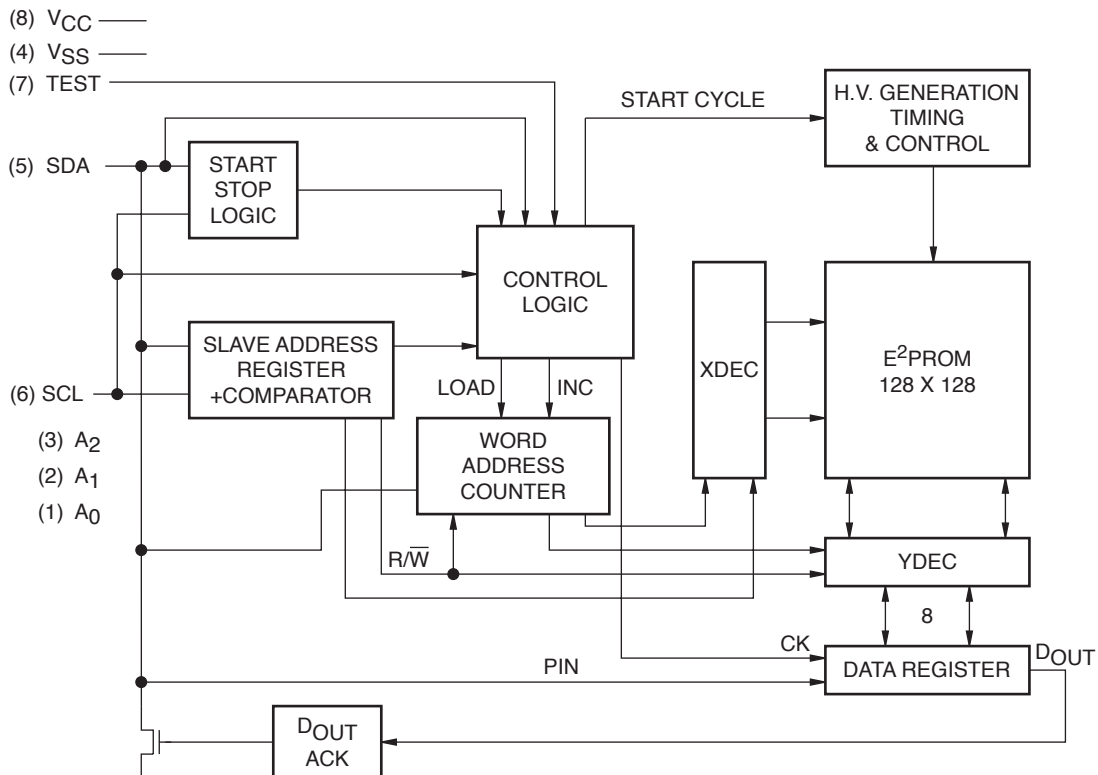 (8) VCC
(4) VSS
(7) TEST
START CYCLE
H.V. GENERATION
TIMING
& CONTROL
(5) SDA
START
STOP
LOGIC
CONTROL
LOGIC
XDEC
E²PROM
128 X 128
SLAVE ADDRESS
REGISTER
+COMPARATOR
(6) SCL
LOAD
INC
(3) A2
(2) A1
(1) A0
WORD
ADDRESS
COUNTER
R/W̅
YDEC
8
CK
DATA REGISTER
DOUT
PIN
DOUT
ACK